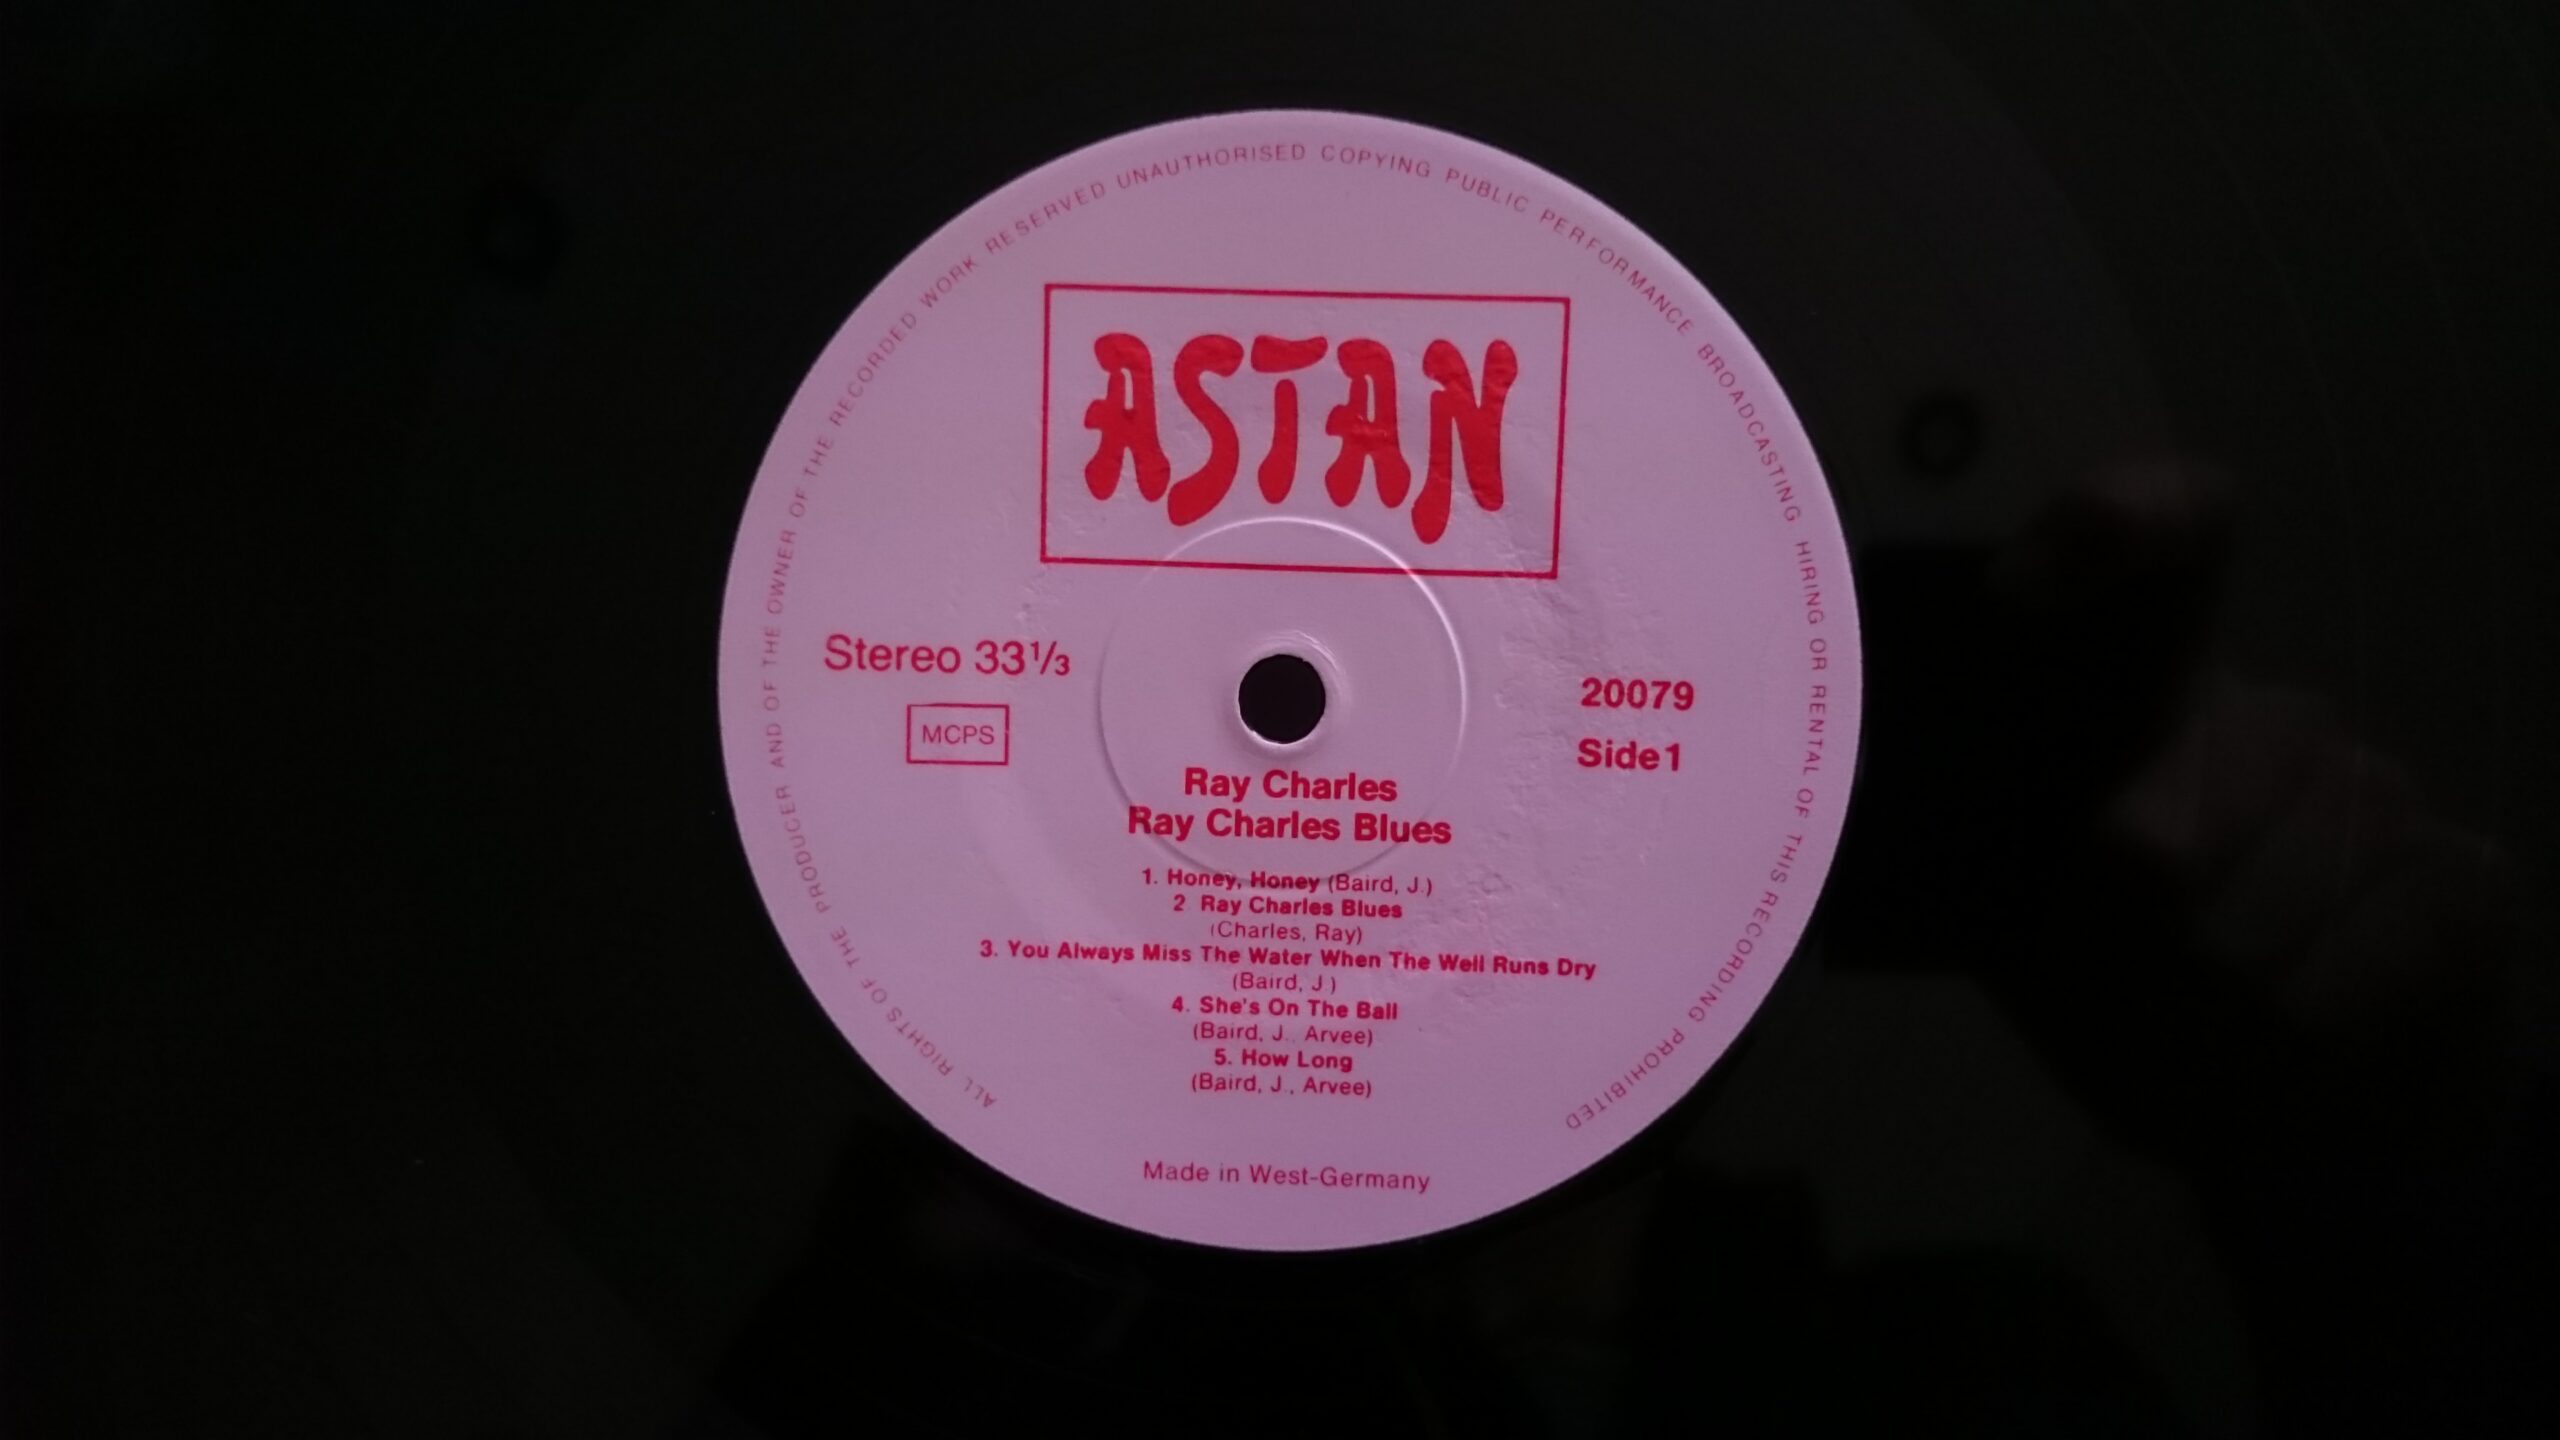 ALL RIGHTS OF THE PRODUCER AND OF THE OWNER OF THE RECORDED WORK RESERVED UNAUTHORISED COPYING PUBLIC PERFORMANCE BROADCASTING HIRING OR RENTAL OF THIS RECORDING PROHIBITED
ASTAN
Stereo 33⅓
MCPS
20079
Side 1
Ray Charles
Ray Charles Blues
1. Honey, Honey (Baird, J.)
2 Ray Charles Blues
(Charles, Ray)
3. You Always Miss The Water When The Well Runs Dry
(Baird, J.)
4. She's On The Ball
(Baird, J., Arvee)
5. How Long
(Baird, J., Arvee)
Made in West-Germany